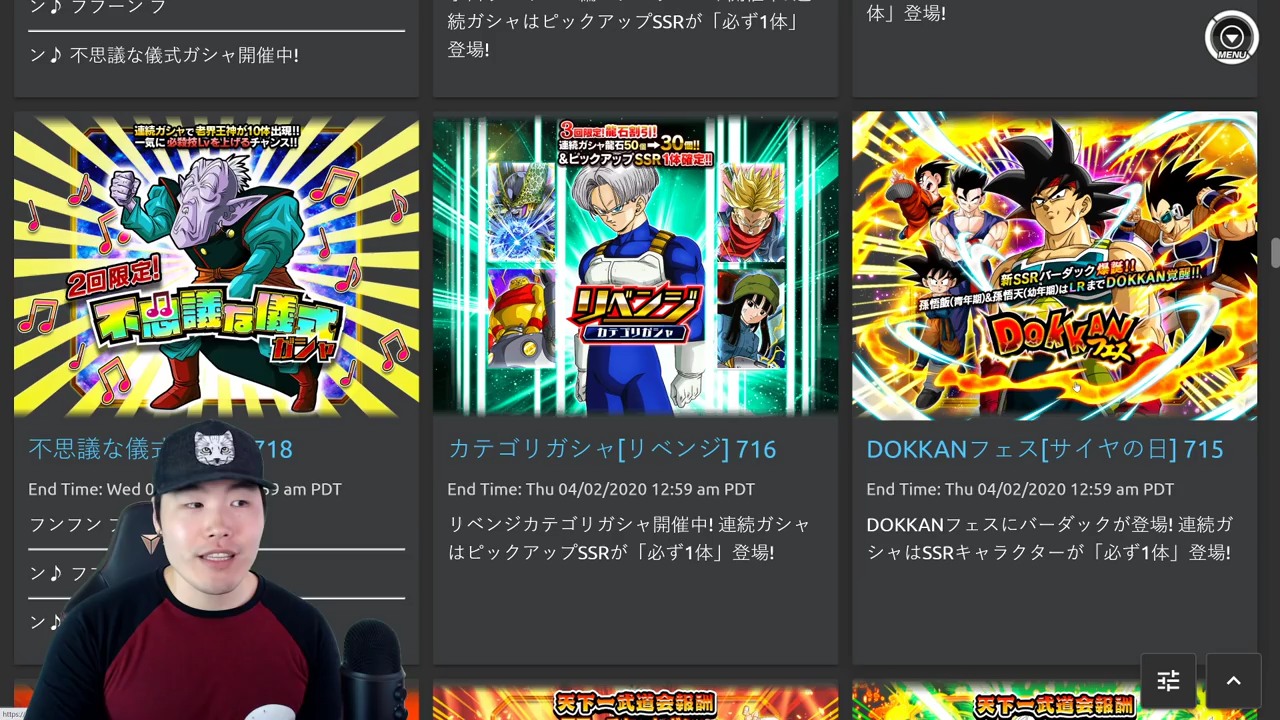 ン♪ 不思議な儀式ガシャ開催中!
続ガシャはピックアップSSRが「必ず1体」
登場!
体」登場!
MENU
連続ガシャで老界王神が10体出現!!
一気に必殺技Lvを上げるチャンス!!
2回限定!
不思議な儀式
ガシャ
3回限定!龍石割引!!
連続ガシャ龍石50個→30個!!
&ピックアップSSR1体確定!!
リベンジ
カテゴリガシャ
新SSRバーダック爆誕!!
孫悟飯(青年期)&孫悟天(幼年期)はLRまでDOKKAN覚醒!!
DOKKAN
フェス
不思議な儀式
718
End Time: Wed 0
9 am PDT
フンフン
ン♪
ン♪
カテゴリガシャ[リベンジ] 716
End Time: Thu 04/02/2020 12:59 am PDT
リベンジカテゴリガシャ開催中! 連続ガシャ
はピックアップSSRが「必ず1体」登場!
DOKKANフェス[サイヤの日] 715
End Time: Thu 04/02/2020 12:59 am PDT
DOKKANフェスにバーダックが登場! 連続ガ
シャはSSRキャラクターが「必ず1体」登場!
天下一武道会報酬
天下一武道会報酬
https:/